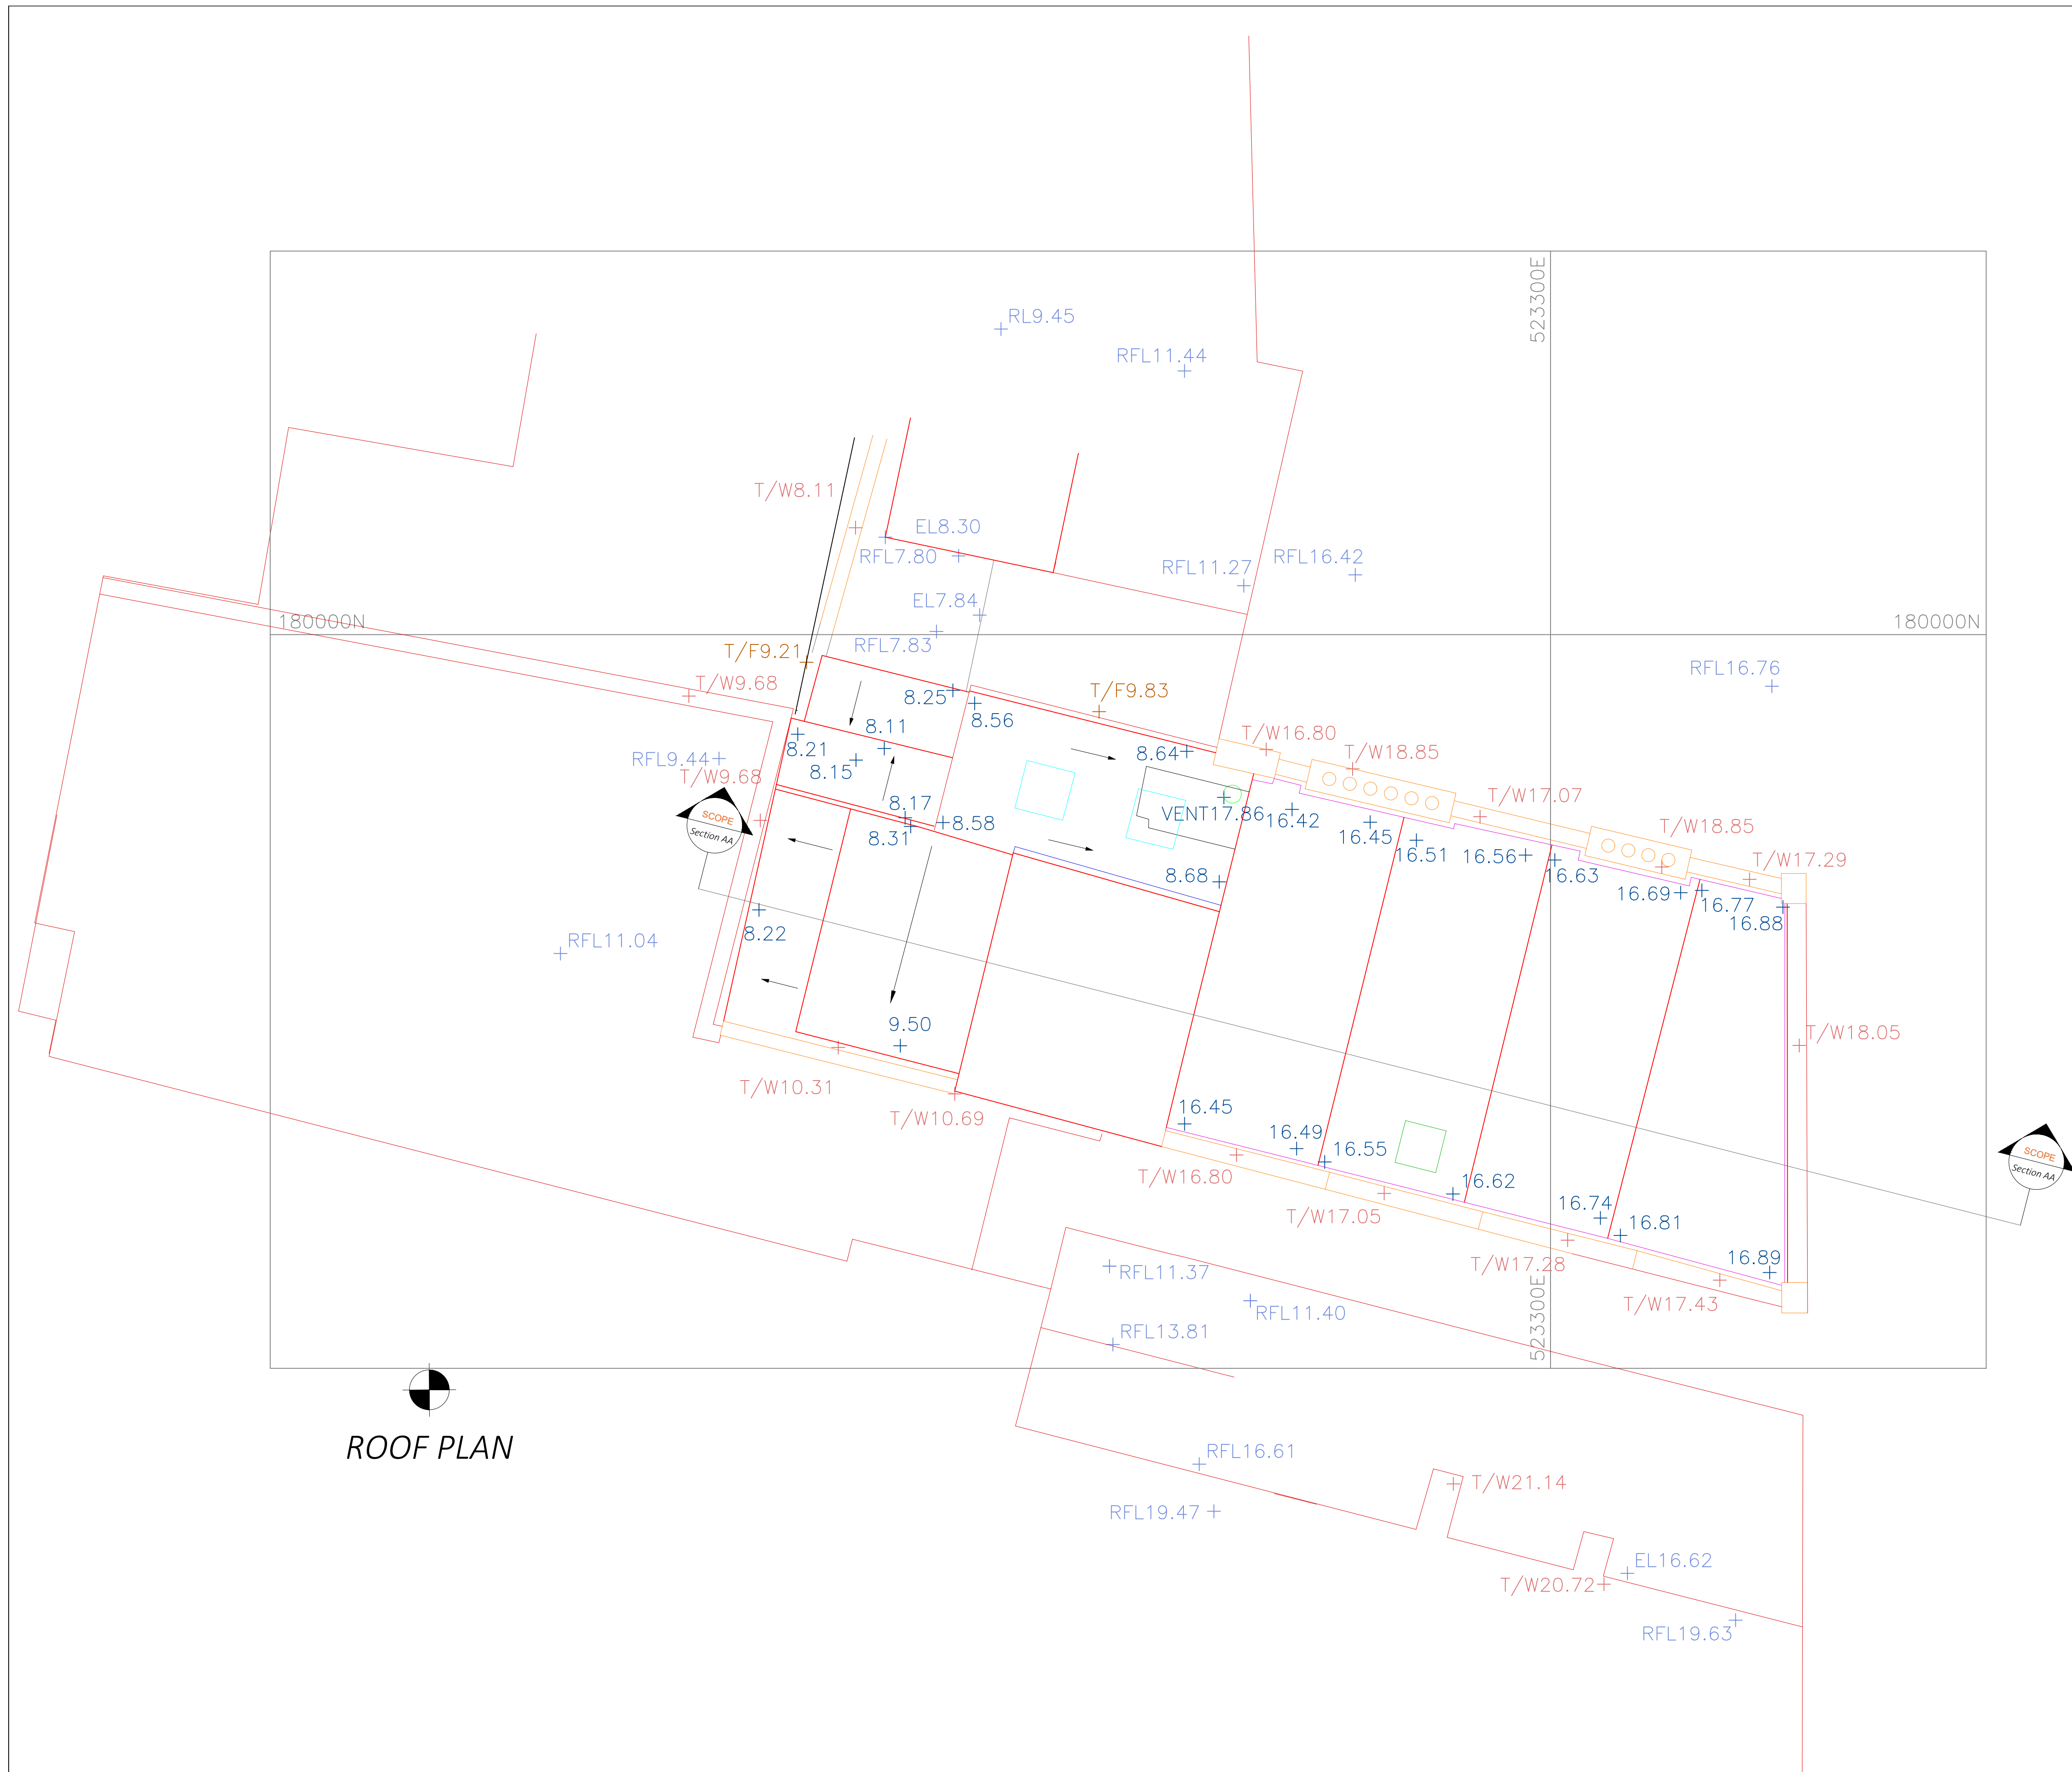 523300E
RL9.45
RFL11.44
T/W8.11
EL8.30
RFL7.80
RFL11.27
RFL16.42
EL7.84
180000N
180000N
RFL7.83
T/F9.21
RFL16.76
T/W9.68
8.25
T/F9.83
8.56
8.11
8.21
8.64
T/W16.80
T/W18.85
RFL9.44
8.15
T/W9.68
8.17
VENT17.86
T/W17.07
SCOPE
Section AA
8.31
8.58
16.42
16.45
T/W18.85
16.51
16.56
16.63
T/W17.29
8.68
16.69
16.77
16.88
8.22
RFL11.04
9.50
T/W18.05
T/W10.31
T/W10.69
16.45
16.49
16.55
SCOPE
Section AA
T/W16.80
16.62
T/W17.05
16.74
16.81
T/W17.28
16.89
RFL11.37
RFL11.40
T/W17.43
523300E
RFL13.81
ROOF PLAN
RFL16.61
T/W21.14
RFL19.47
EL16.62
T/W20.72
RFL19.63